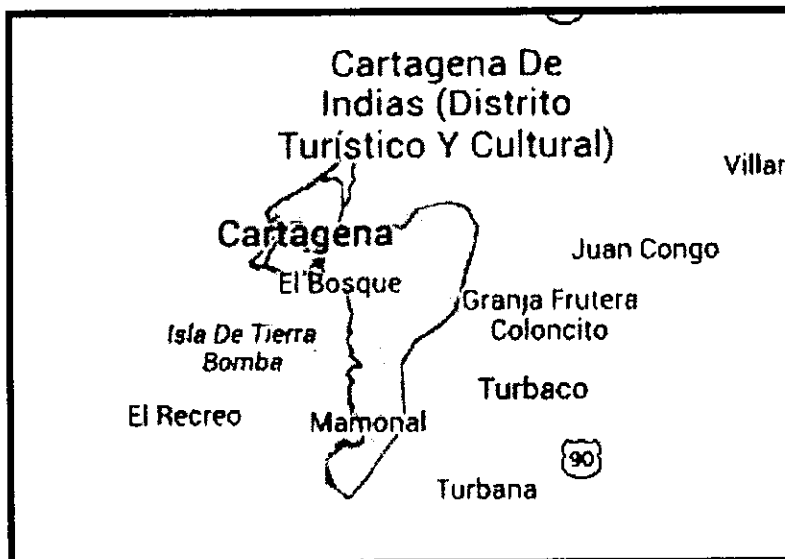 Cartagena De
Indias (Distrito
Turístico Y Cultural)
Villar
Cartagena
Juan Congo
El Bosque
Granja Frutera
Coloncito
Isla De Tierra
Bomba
Turbaco
El Recreo
Mamonal
90
Turbana